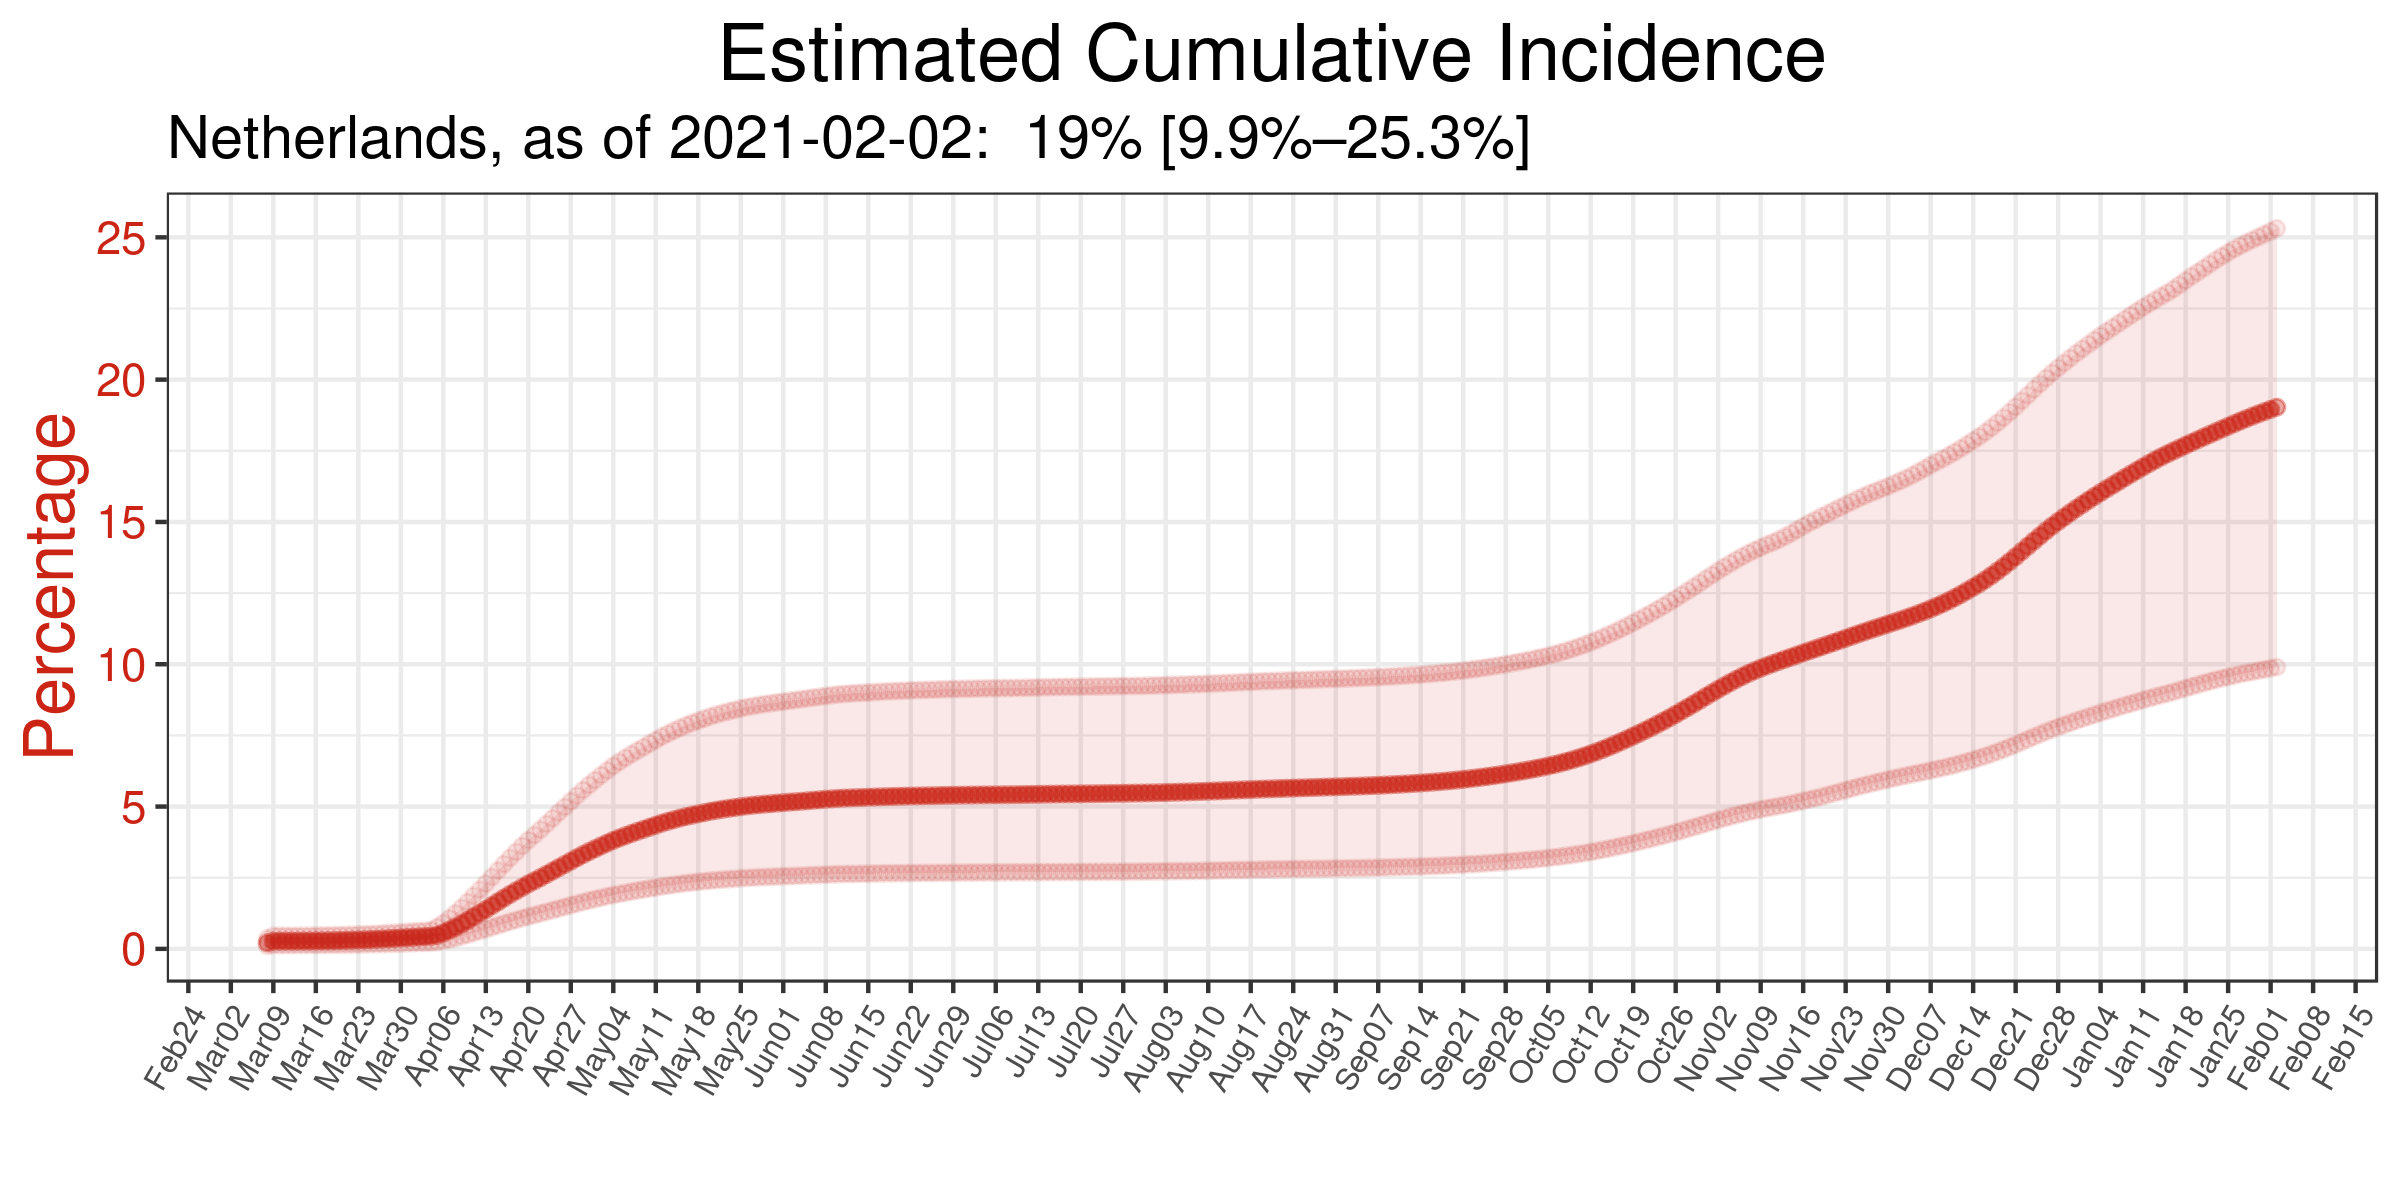 Estimated Cumulative Incidence
Netherlands, as of 2021-02-02:  19% [9.9%–25.3%]
Percentage
25
20
15
10
5
0
Feb24
Mar02
Mar09
Mar16
Mar23
Mar30
Apr06
Apr13
Apr20
Apr27
May04
May11
May18
May25
Jun01
Jun08
Jun15
Jun22
Jun29
Jul06
Jul13
Jul20
Jul27
Aug03
Aug10
Aug17
Aug24
Aug31
Sep07
Sep14
Sep21
Sep28
Oct05
Oct12
Oct19
Oct26
Nov02
Nov09
Nov16
Nov23
Nov30
Dec07
Dec14
Dec21
Dec28
Jan04
Jan11
Jan18
Jan25
Feb01
Feb08
Feb15